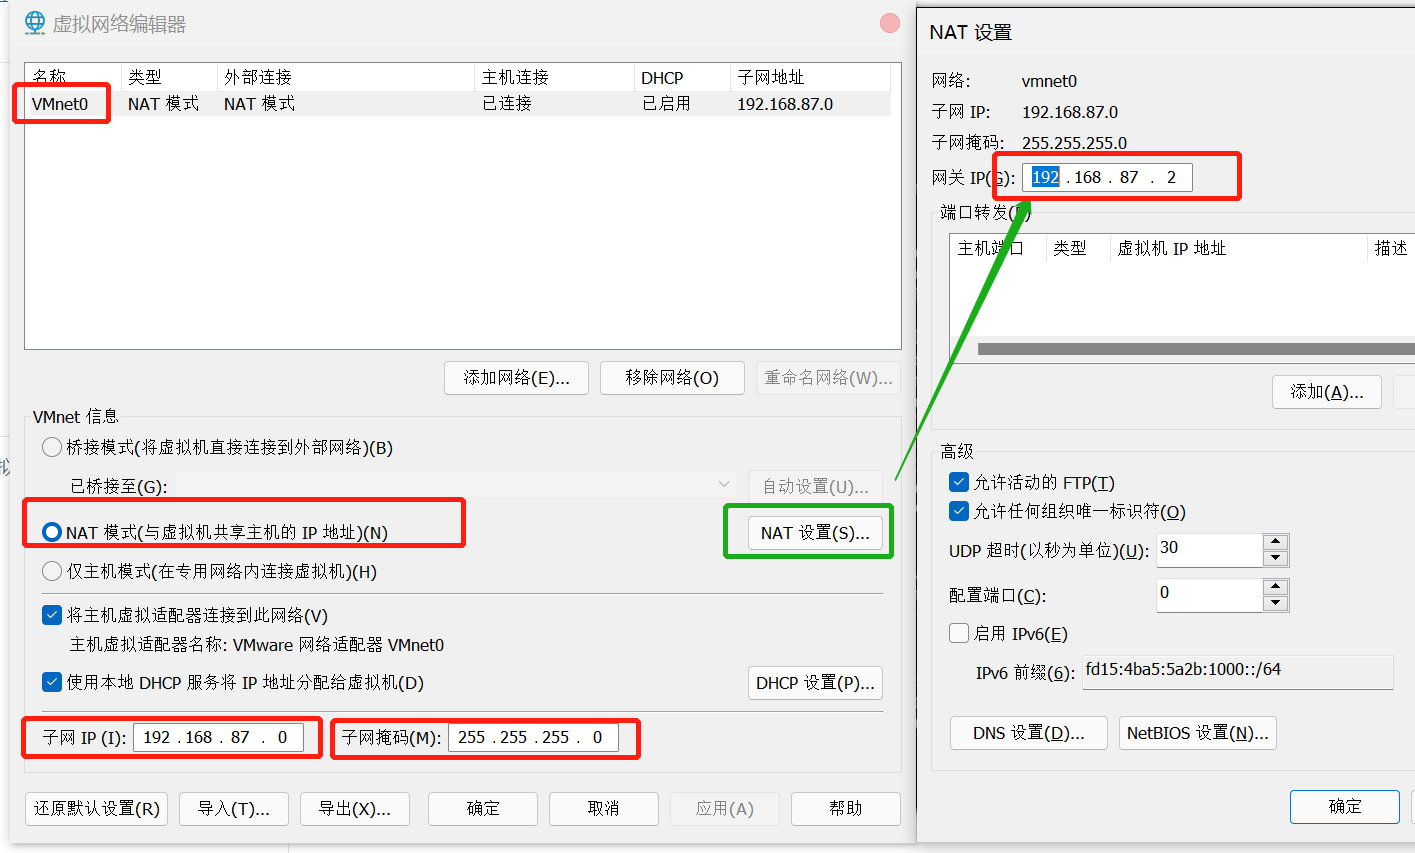 虚拟网络编辑器
名称 类型 外部连接 主机连接 DHCP 子网地址
VMnet0 NAT 模式 NAT 模式 已连接 已启用 192.168.87.0
添加网络(E)... 移除网络(O) 重命名网络(W)...
VMnet 信息
桥接模式(将虚拟机直接连接到外部网络)(B)
已桥接至(G): 自动设置(U)...
NAT 模式(与虚拟机共享主机的 IP 地址)(N) NAT 设置(S)...
仅主机模式(在专用网络内连接虚拟机)(H)
将主机虚拟适配器连接到此网络(V)
主机虚拟适配器名称: VMware 网络适配器 VMnet0
使用本地 DHCP 服务将 IP 地址分配给虚拟机(D) DHCP 设置(P)...
子网 IP (I): 192 . 168 . 87 . 0 子网掩码(M): 255 . 255 . 255 . 0
还原默认设置(R) 导入(T)... 导出(X)... 确定 取消 应用(A) 帮助
NAT 设置
网络: vmnet0
子网 IP: 192.168.87.0
子网掩码: 255.255.255.0
网关 IP(G): 192 . 168 . 87 . 2
端口转发(F)
主机端口 类型 虚拟机 IP 地址 描述
添加(A)...
高级
允许活动的 FTP(T)
允许任何组织唯一标识符(O)
UDP 超时(以秒为单位)(U): 30
配置端口(C): 0
启用 IPv6(E)
IPv6 前缀(6): fd15:4ba5:5a2b:1000::/64
DNS 设置(D)... NetBIOS 设置(N)...
确定